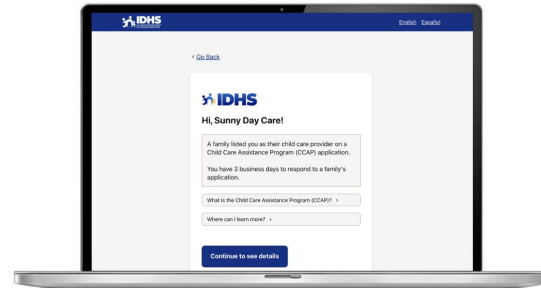 IDHS
English Español
< Go Back
IDHS
Hi, Sunny Day Care!
A family listed you as their child care provider on a
Child Care Assistance Program (CCAP) application.
You have 3 business days to respond to a family's
application.
What is the Child Care Assistance Program (CCAP)? ›
Where can I learn more? ›
Continue to see details